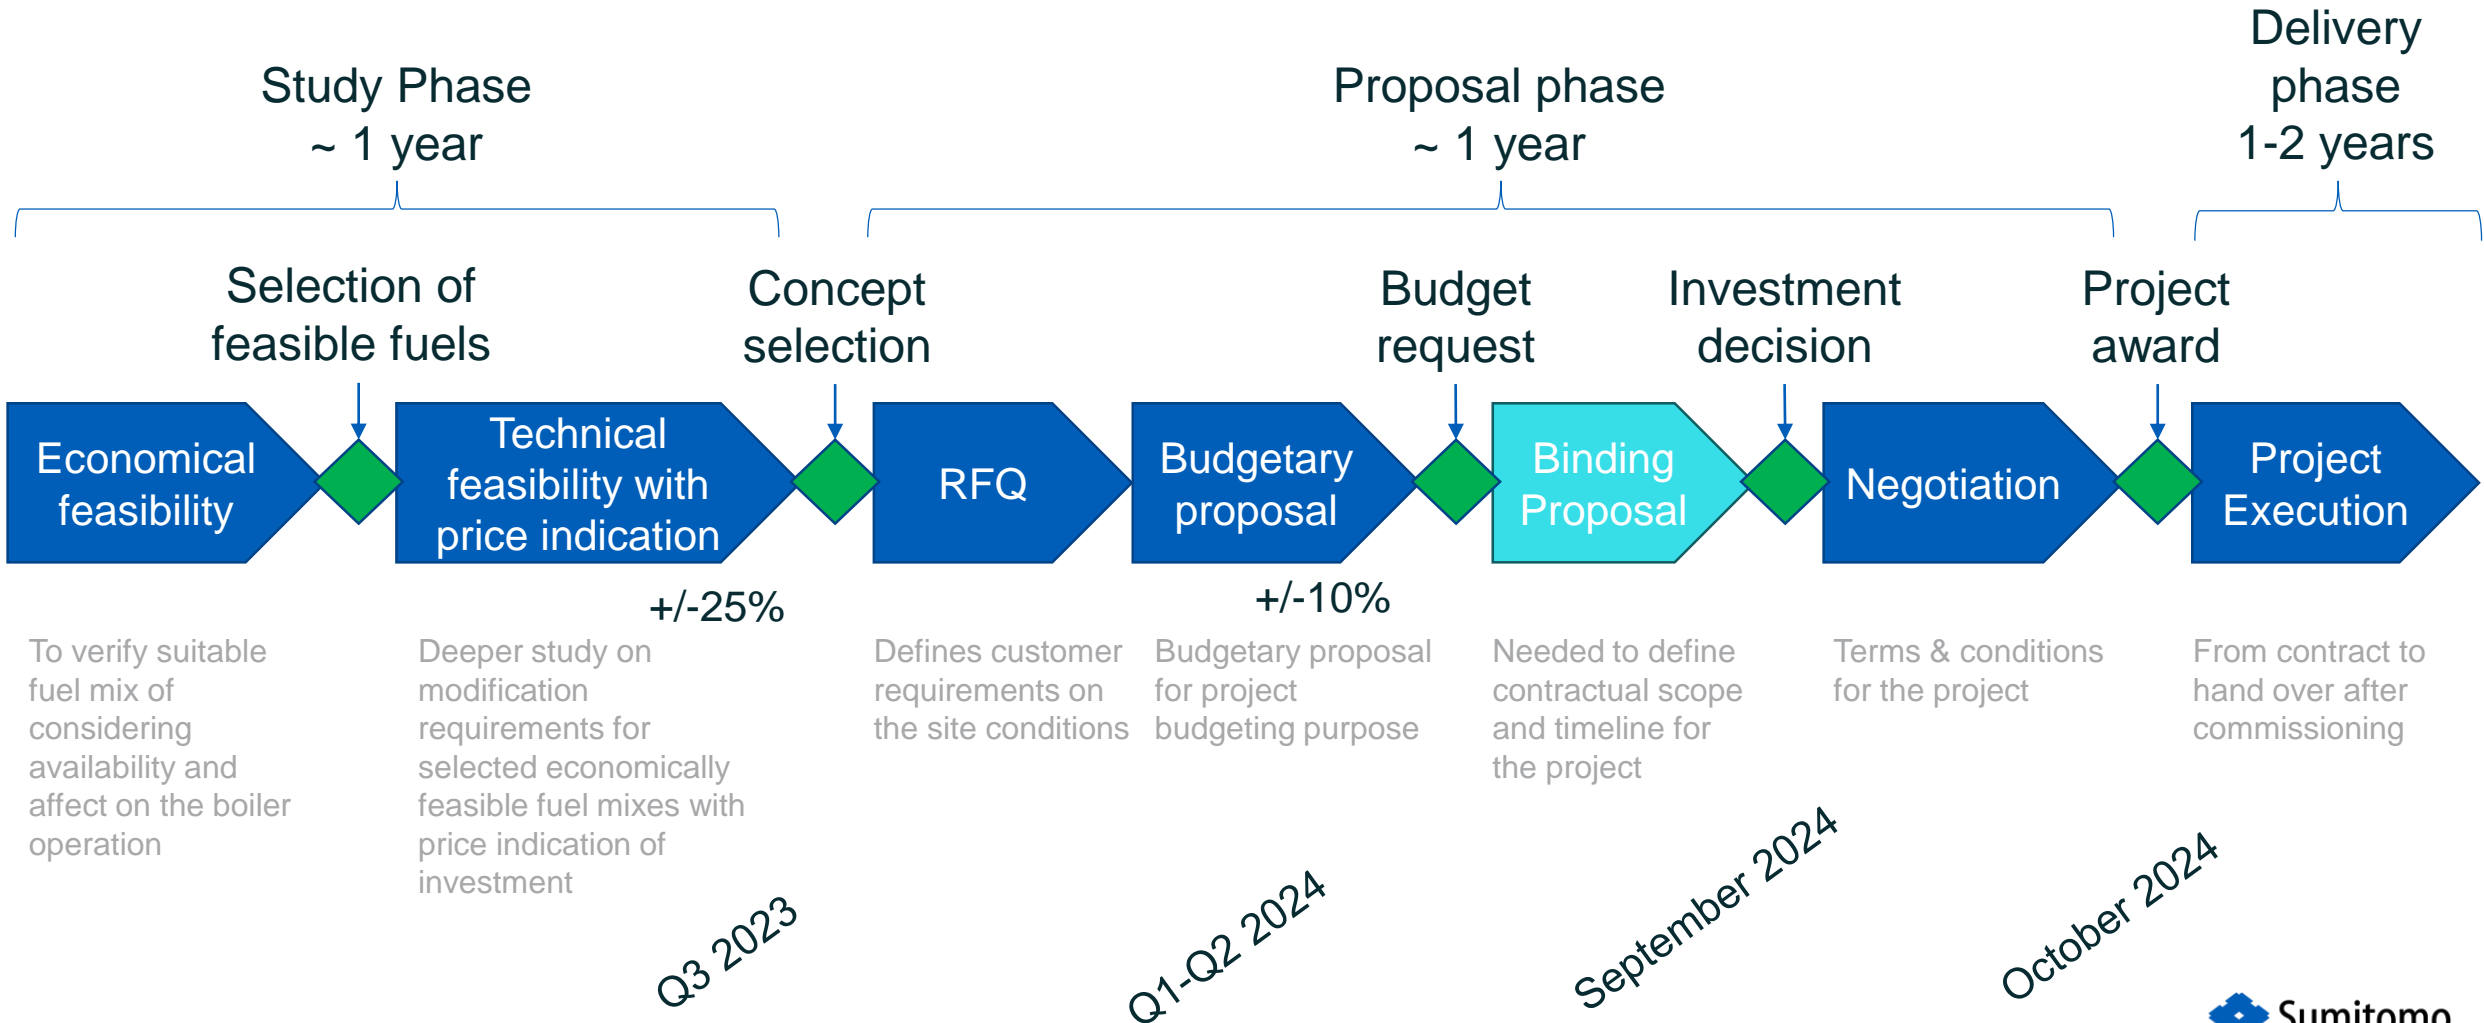 Study Phase
~ 1 year
Proposal phase
~ 1 year
Delivery
phase
1-2 years
Selection of
feasible fuels
Concept
selection
Budget
request
Investment
decision
Project
award
Economical
feasibility
Technical
feasibility with
price indication
RFQ
Budgetary
proposal
Binding
Proposal
Negotiation
Project
Execution
+/-25%
+/-10%
To verify suitable
fuel mix of
considering
availability and
affect on the boiler
operation
Deeper study on
modification
requirements for
selected economically
feasible fuel mixes with
price indication of
investment
Defines customer
requirements on
the site conditions
Budgetary proposal
for project
budgeting purpose
Needed to define
contractual scope
and timeline for
the project
Terms & conditions
for the project
From contract to
hand over after
commissioning
Q3 2023
Q1-Q2 2024
September 2024
October 2024
Sumitomo